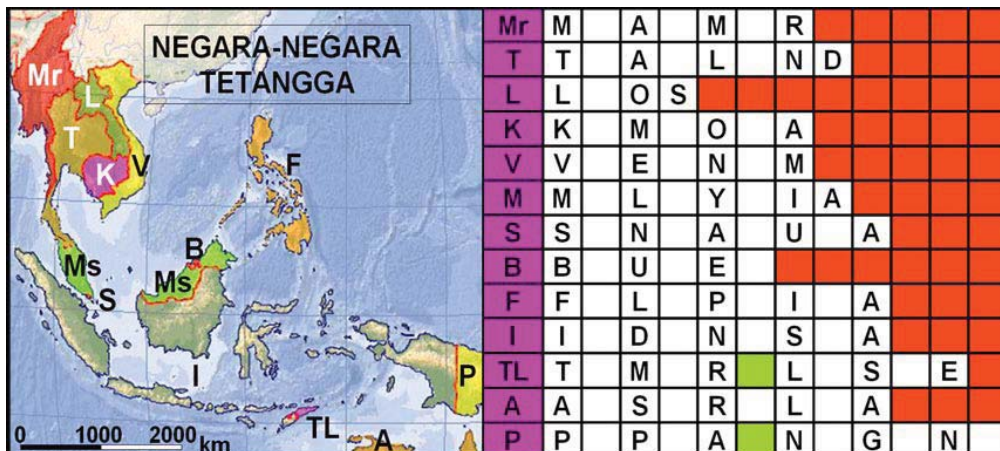 NEGARA-NEGARA
TETANGGA
Mr
L
T
K
V
F
B
Ms
Ms
S
I
P
TL
A
0 1000 2000 km
Mr M A M R
T T A L N D
L L O S
K K M O A
V V E N M
M M L Y I A
S S N A U A
B B U E
F F L P I A
I I D N S A
TL T M R L S E
A A S R L A
P P P A N G N